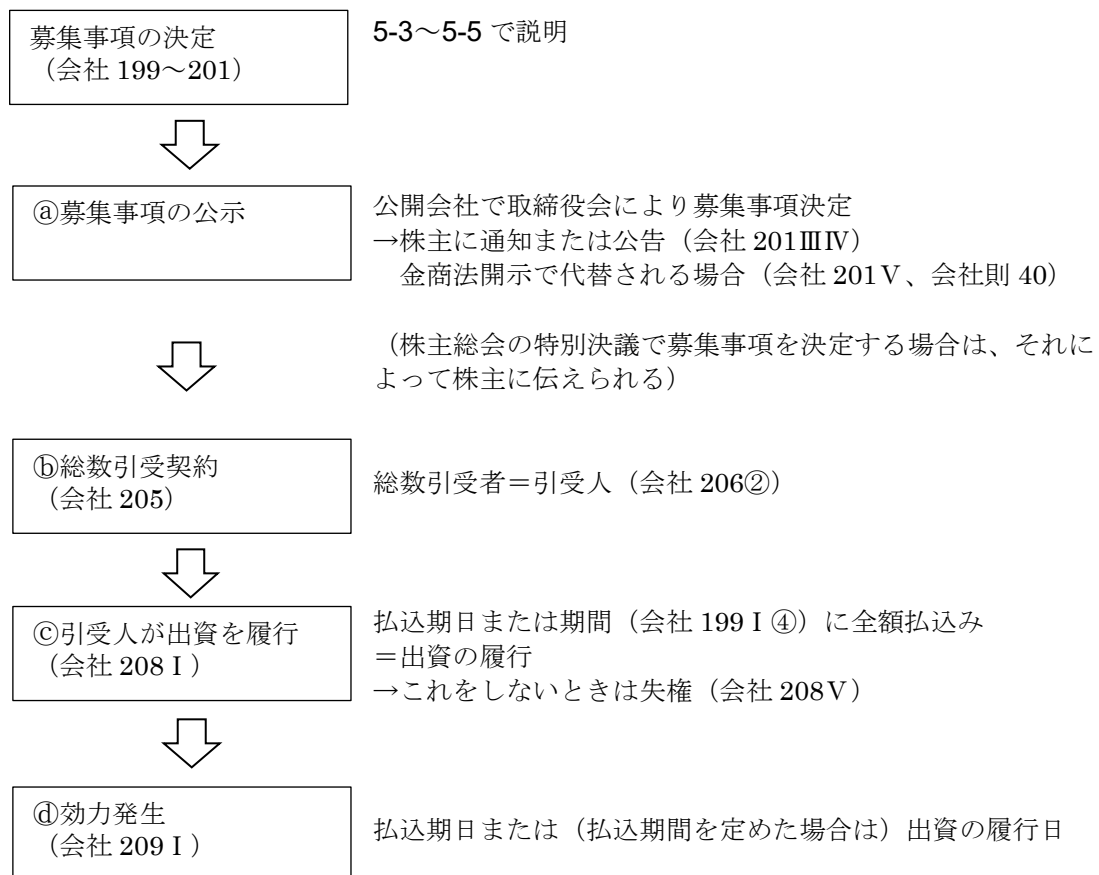 募集事項の決定
（会社 199～201）
5-3～5-5 で説明
ⓐ募集事項の公示
公開会社で取締役会により募集事項決定
→株主に通知または公告（会社 201ⅢⅣ）
金商法開示で代替される場合（会社 201Ⅴ、会社則 40）
（株主総会の特別決議で募集事項を決定する場合は、それに
よって株主に伝えられる）
ⓑ総数引受契約
（会社 205）
総数引受者＝引受人（会社 206②）
ⓒ引受人が出資を履行
（会社 208Ⅰ）
払込期日または期間（会社 199Ⅰ④）に全額払込み
＝出資の履行
→これをしないときは失権（会社 208Ⅴ）
ⓓ効力発生
（会社 209Ⅰ）
払込期日または（払込期間を定めた場合は）出資の履行日